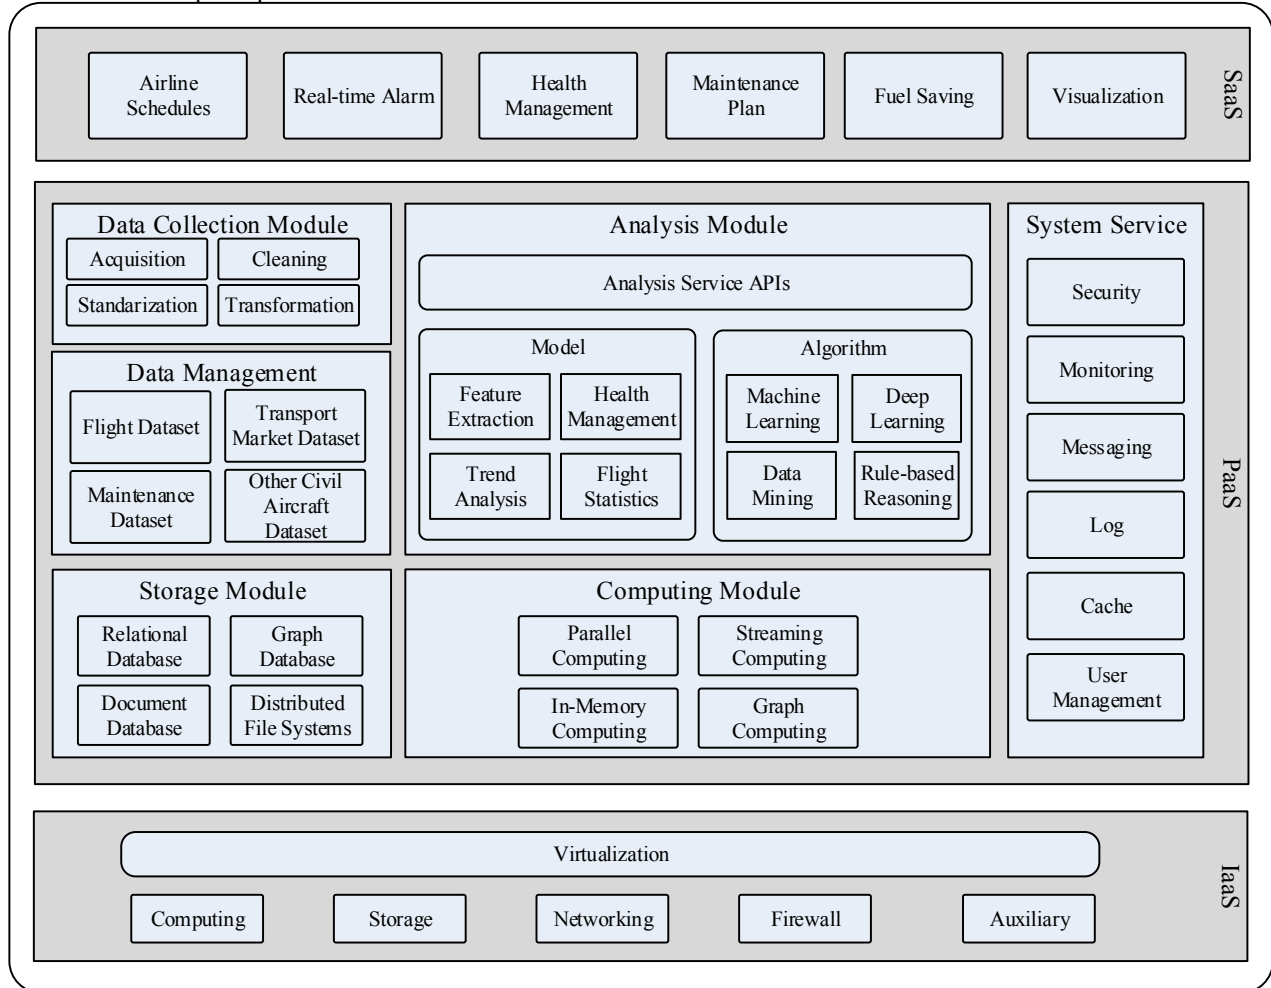 Airline
Schedules
Real-time Alarm
Health
Management
Maintenance
Plan
Fuel Saving
Visualization
SaaS
Data Collection Module
Acquisition
Cleaning
Standarization
Transformation
Data Management
Flight Dataset
Transport
Market Dataset
Maintenance
Dataset
Other Civil
Aircraft
Dataset
Analysis Module
Analysis Service APIs
Model
Feature
Extraction
Health
Management
Trend
Analysis
Flight
Statistics
Algorithm
Machine
Learning
Deep
Learning
Data
Mining
Rule-based
Reasoning
System Service
Security
Monitoring
Messaging
Log
Cache
User
Management
PaaS
Storage Module
Relational
Database
Graph
Database
Document
Database
Distributed
File Systems
Computing Module
Parallel
Computing
Streaming
Computing
In-Memory
Computing
Graph
Computing
Virtualization
Computing
Storage
Networking
Firewall
Auxiliary
IaaS